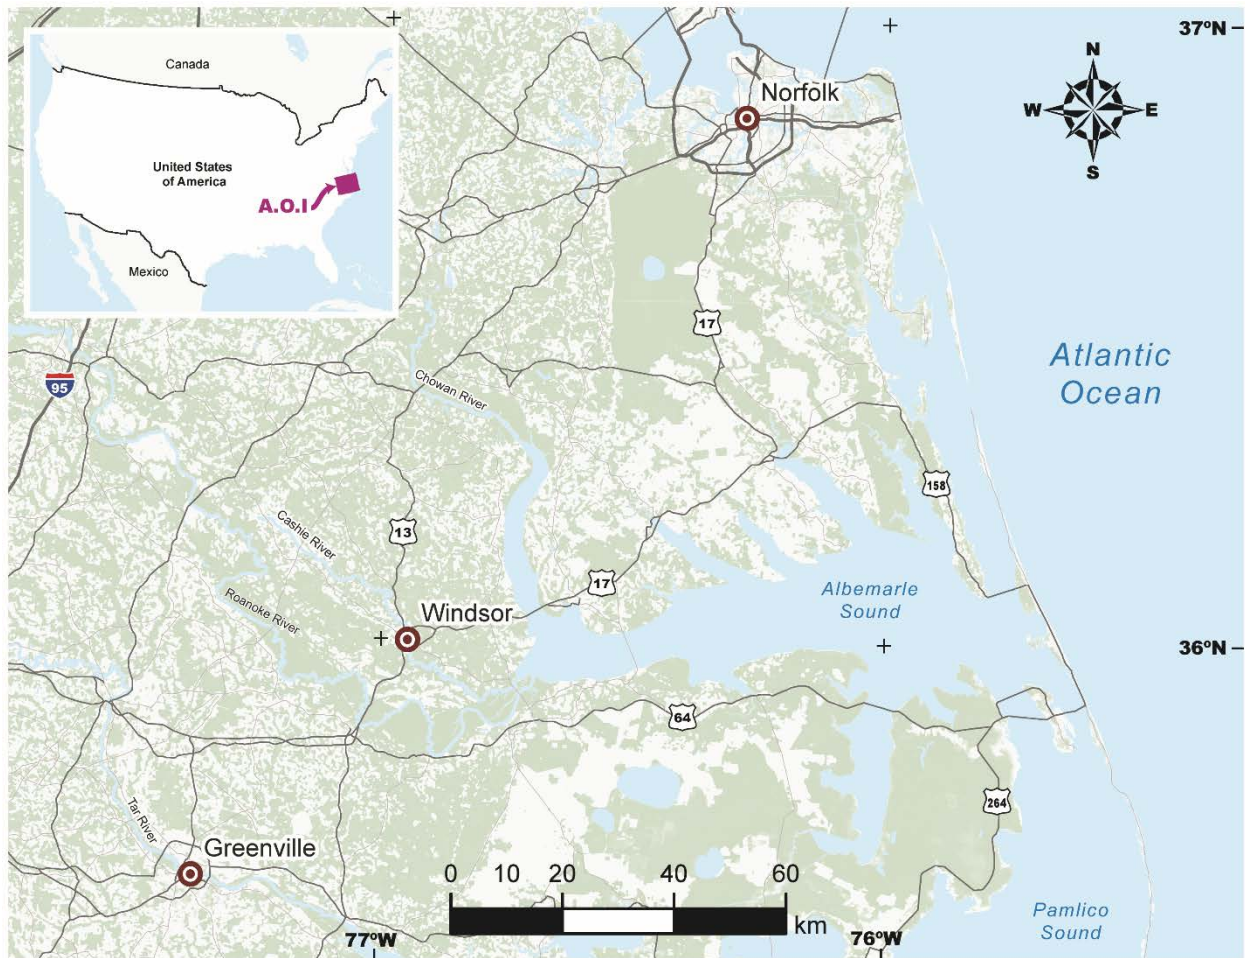 Canada
United States
of America
A.O.I
Mexico
37ºN
N
W
E
S
Norfolk
17
Atlantic
Ocean
95
Chowan River
158
13
Cashie River
17
Albemarle
Sound
Roanoke River
Windsor
36ºN
64
264
Tar River
Greenville
0 10 20 40 60
km
Pamlico
Sound
77ºW
76ºW